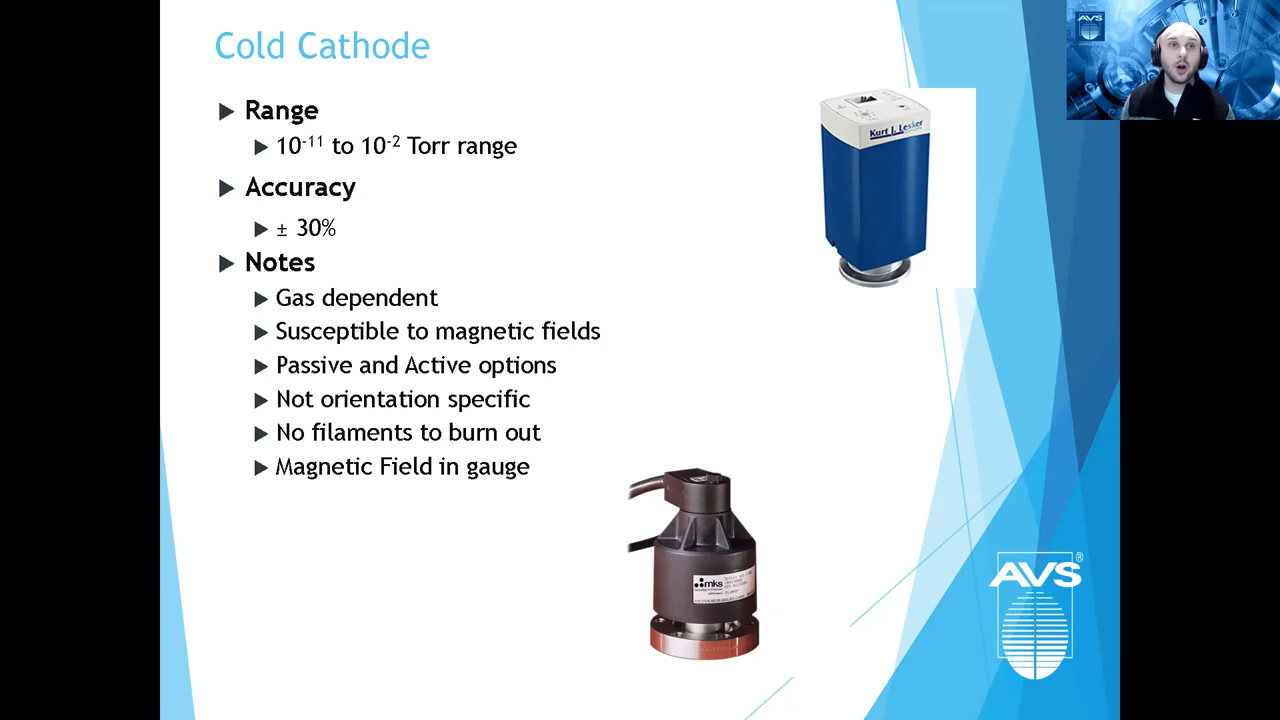 Cold Cathode
Range
10⁻¹¹ to 10⁻² Torr range
Accuracy
± 30%
Notes
Gas dependent
Susceptible to magnetic fields
Passive and Active options
Not orientation specific
No filaments to burn out
Magnetic Field in gauge
Kurt J. Lesker
mks
AVS®
AVS